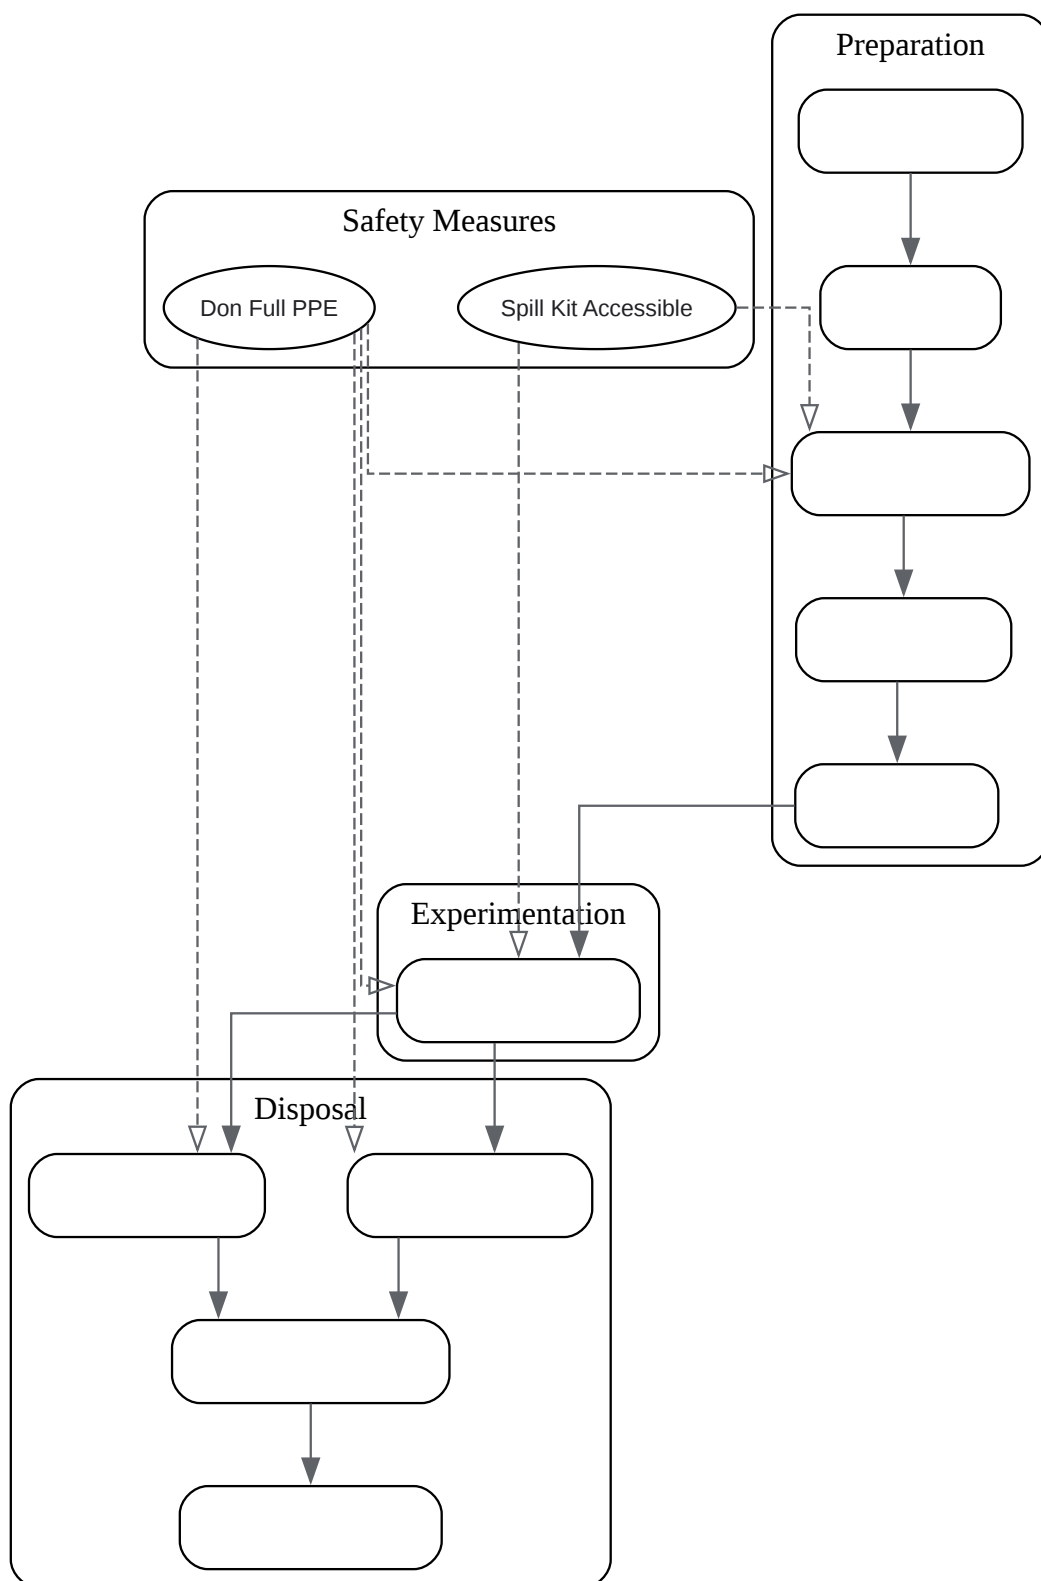 Preparation
Safety Measures
Don Full PPE
Spill Kit Accessible
Experimentation
Disposal